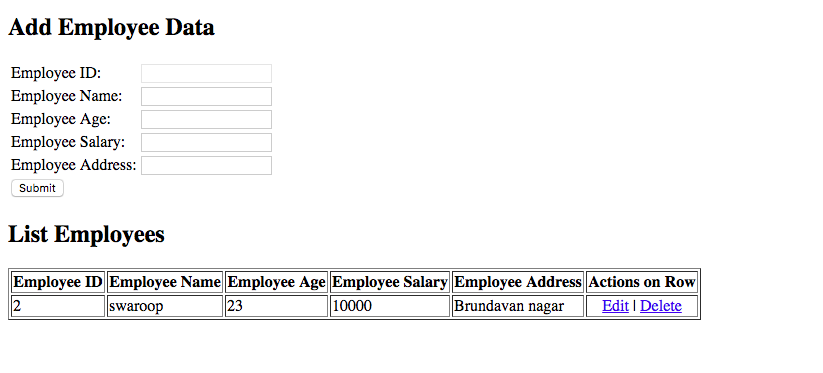 Add Employee Data
Employee ID:
Employee Name:
Employee Age:
Employee Salary:
Employee Address:
Submit
List Employees
Employee ID Employee Name Employee Age Employee Salary Employee Address Actions on Row
2 swaroop 23 10000 Brundavan nagar Edit | Delete